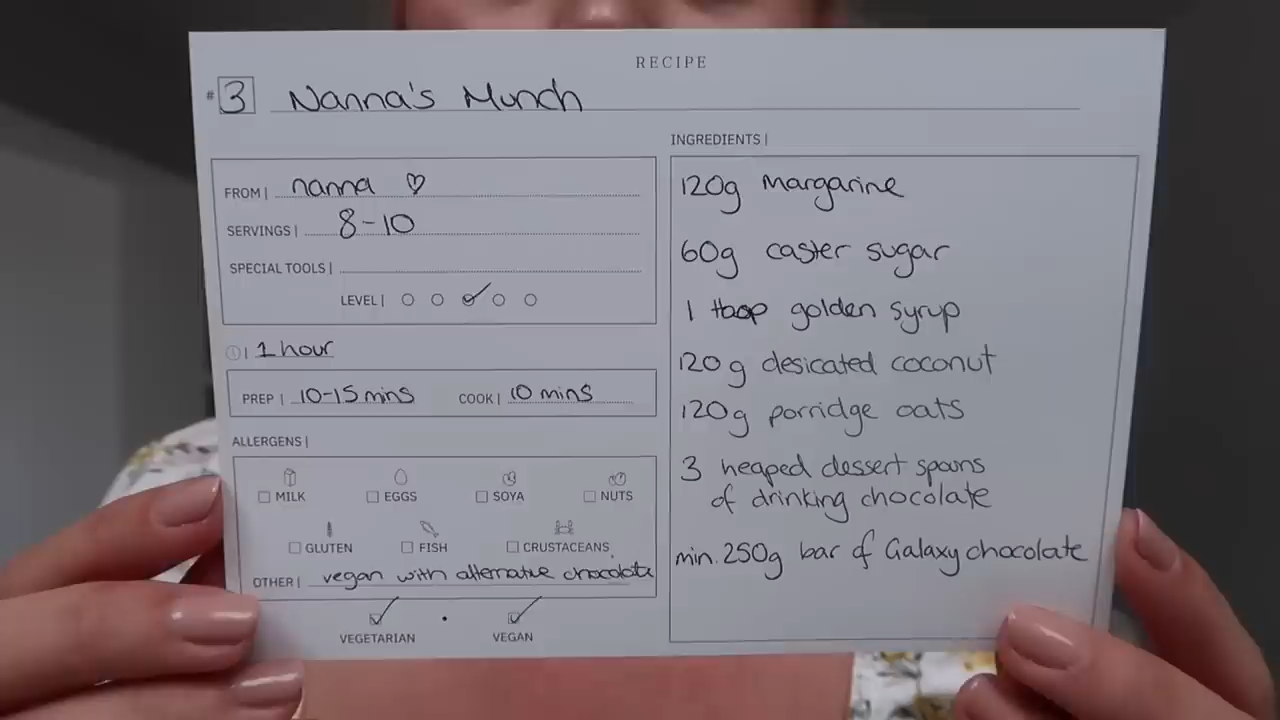 RECIPE
# 3 Nanna's Munch
FROM | nanna ♡
SERVINGS | 8-10
SPECIAL TOOLS |
LEVEL |
1 hour
PREP | 10-15 mins COOK | 10 mins
ALLERGENS |
MILK EGGS SOYA NUTS
GLUTEN FISH CRUSTACEANS
OTHER | vegan with alternative chocolate
VEGETARIAN VEGAN
INGREDIENTS |
120g margarine
60g caster sugar
1 tbsp golden syrup
120g desicated coconut
120g porridge oats
3 heaped dessert spoons
of drinking chocolate
min. 250g bar of Galaxy chocolate